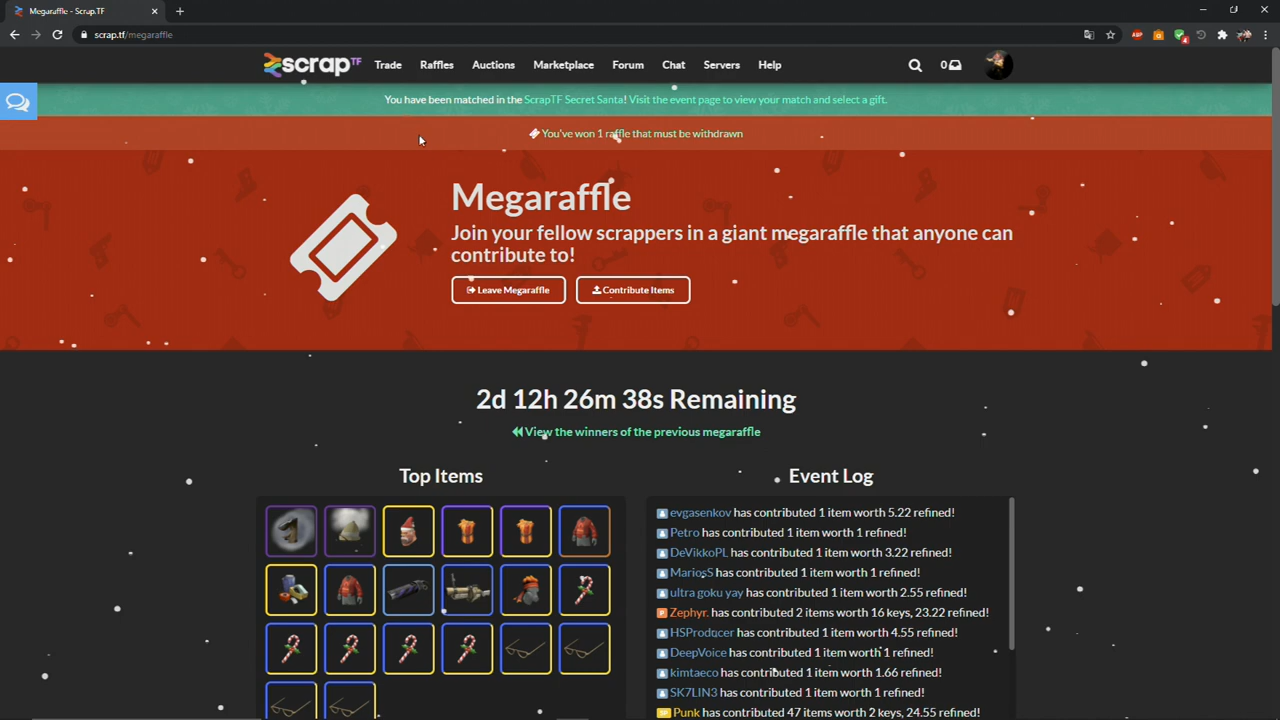 Megaraffle - Scrap.TF
scrap.tf/megaraffle
ABP
4
scrapTF Trade Raffles Auctions Marketplace Forum Chat Servers Help 0
You have been matched in the ScrapTF Secret Santa! Visit the event page to view your match and select a gift.
You've won 1 raffle that must be withdrawn
Megaraffle
Join your fellow scrappers in a giant megaraffle that anyone can
contribute to!
Leave Megaraffle Contribute Items
2d 12h 26m 38s Remaining
View the winners of the previous megaraffle
Top Items
Event Log
evgasenkov has contributed 1 item worth 5.22 refined!
Petro has contributed 1 item worth 1 refined!
DeVikkoPL has contributed 1 item worth 3.22 refined!
MariosS has contributed 1 item worth 1 refined!
ultra goku yay has contributed 1 item worth 2.55 refined!
P Zephyr. has contributed 2 items worth 16 keys, 23.22 refined!
HSProducer has contributed 1 item worth 4.55 refined!
DeepVoice has contributed 1 item worth 1 refined!
kimtaeco has contributed 1 item worth 1.66 refined!
SK7LIN3 has contributed 1 item worth 1 refined!
SP Punk has contributed 47 items worth 2 keys, 24.55 refined!